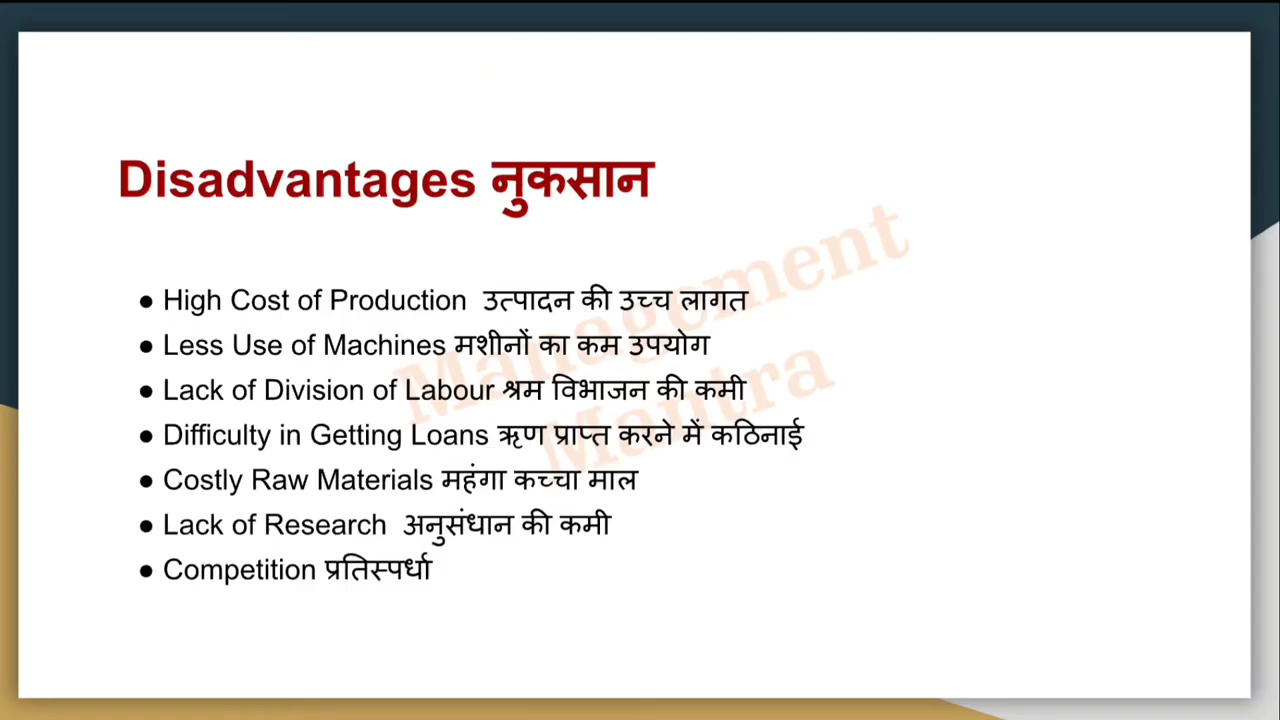 Disadvantages नुकसान
● High Cost of Production उत्पादन की उच्च लागत
● Less Use of Machines मशीनों का कम उपयोग
● Lack of Division of Labour श्रम विभाजन की कमी
● Difficulty in Getting Loans ऋण प्राप्त करने में कठिनाई
● Costly Raw Materials महंगा कच्चा माल
● Lack of Research अनुसंधान की कमी
● Competition प्रतिस्पर्धा
Management
Mantra